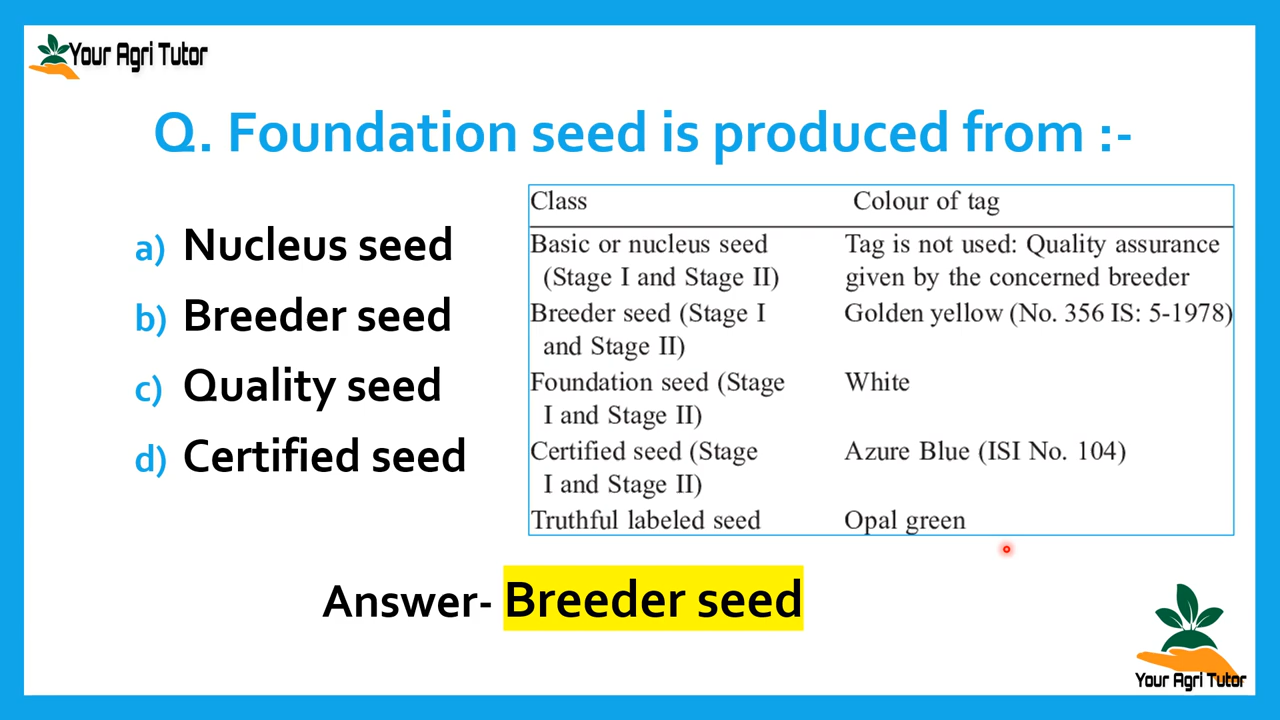 Your Agri Tutor
Q. Foundation seed is produced from :-
a) Nucleus seed
b) Breeder seed
c) Quality seed
d) Certified seed
Class Colour of tag
Basic or nucleus seed Tag is not used: Quality assurance
(Stage I and Stage II) given by the concerned breeder
Breeder seed (Stage I Golden yellow (No. 356 IS: 5-1978)
and Stage II)
Foundation seed (Stage White
I and Stage II)
Certified seed (Stage Azure Blue (ISI No. 104)
I and Stage II)
Truthful labeled seed Opal green
Answer- Breeder seed
Your Agri Tutor